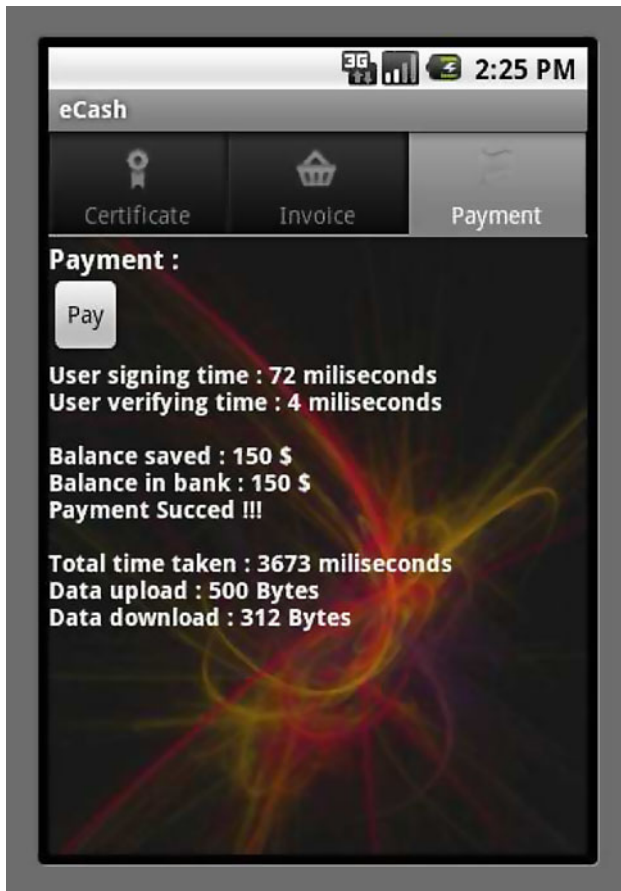 3G 2:25 PM
eCash
Certificate Invoice Payment
Payment :
Pay
User signing time : 72 miliseconds
User verifying time : 4 miliseconds
Balance saved : 150 $
Balance in bank : 150 $
Payment Succed !!!
Total time taken : 3673 miliseconds
Data upload : 500 Bytes
Data download : 312 Bytes